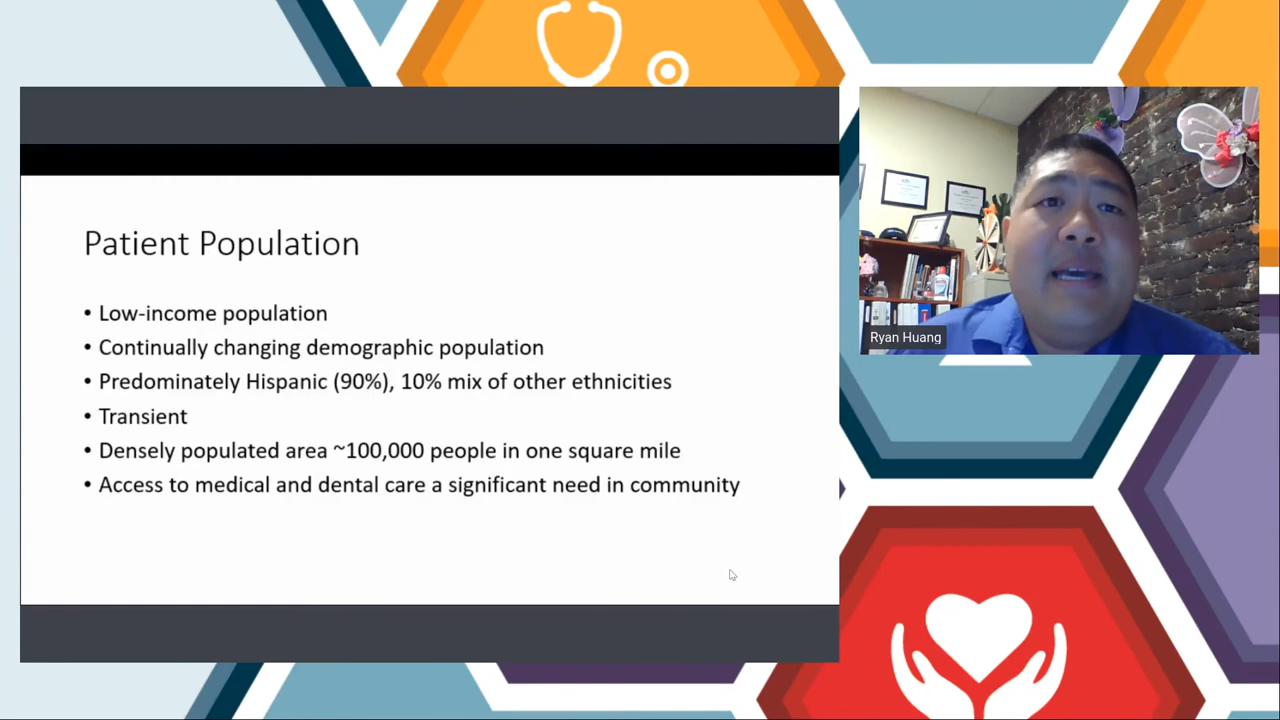 Patient Population
• Low-income population
• Continually changing demographic population
• Predominately Hispanic (90%), 10% mix of other ethnicities
• Transient
• Densely populated area ~100,000 people in one square mile
• Access to medical and dental care a significant need in community
Ryan Huang